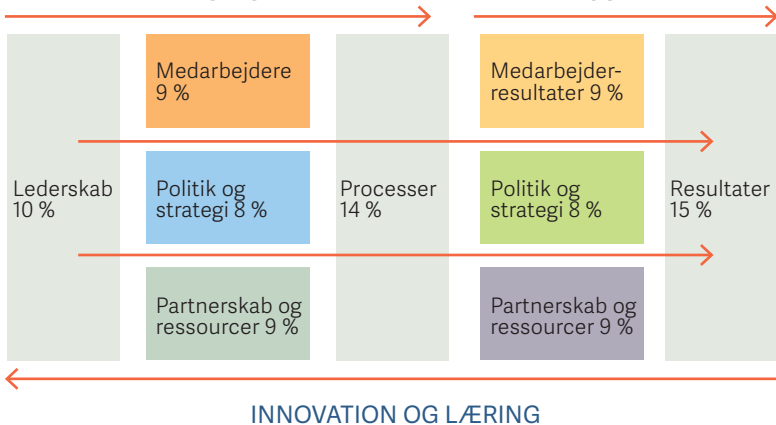 Medarbejdere
9 %
Medarbejder-
resultater 9 %
Lederskab
10 %
Politik og
strategi 8 %
Processer
14 %
Politik og
strategi 8 %
Resultater
15 %
Partnerskab og
ressourcer 9 %
Partnerskab og
ressourcer 9 %
INNOVATION OG LÆRING